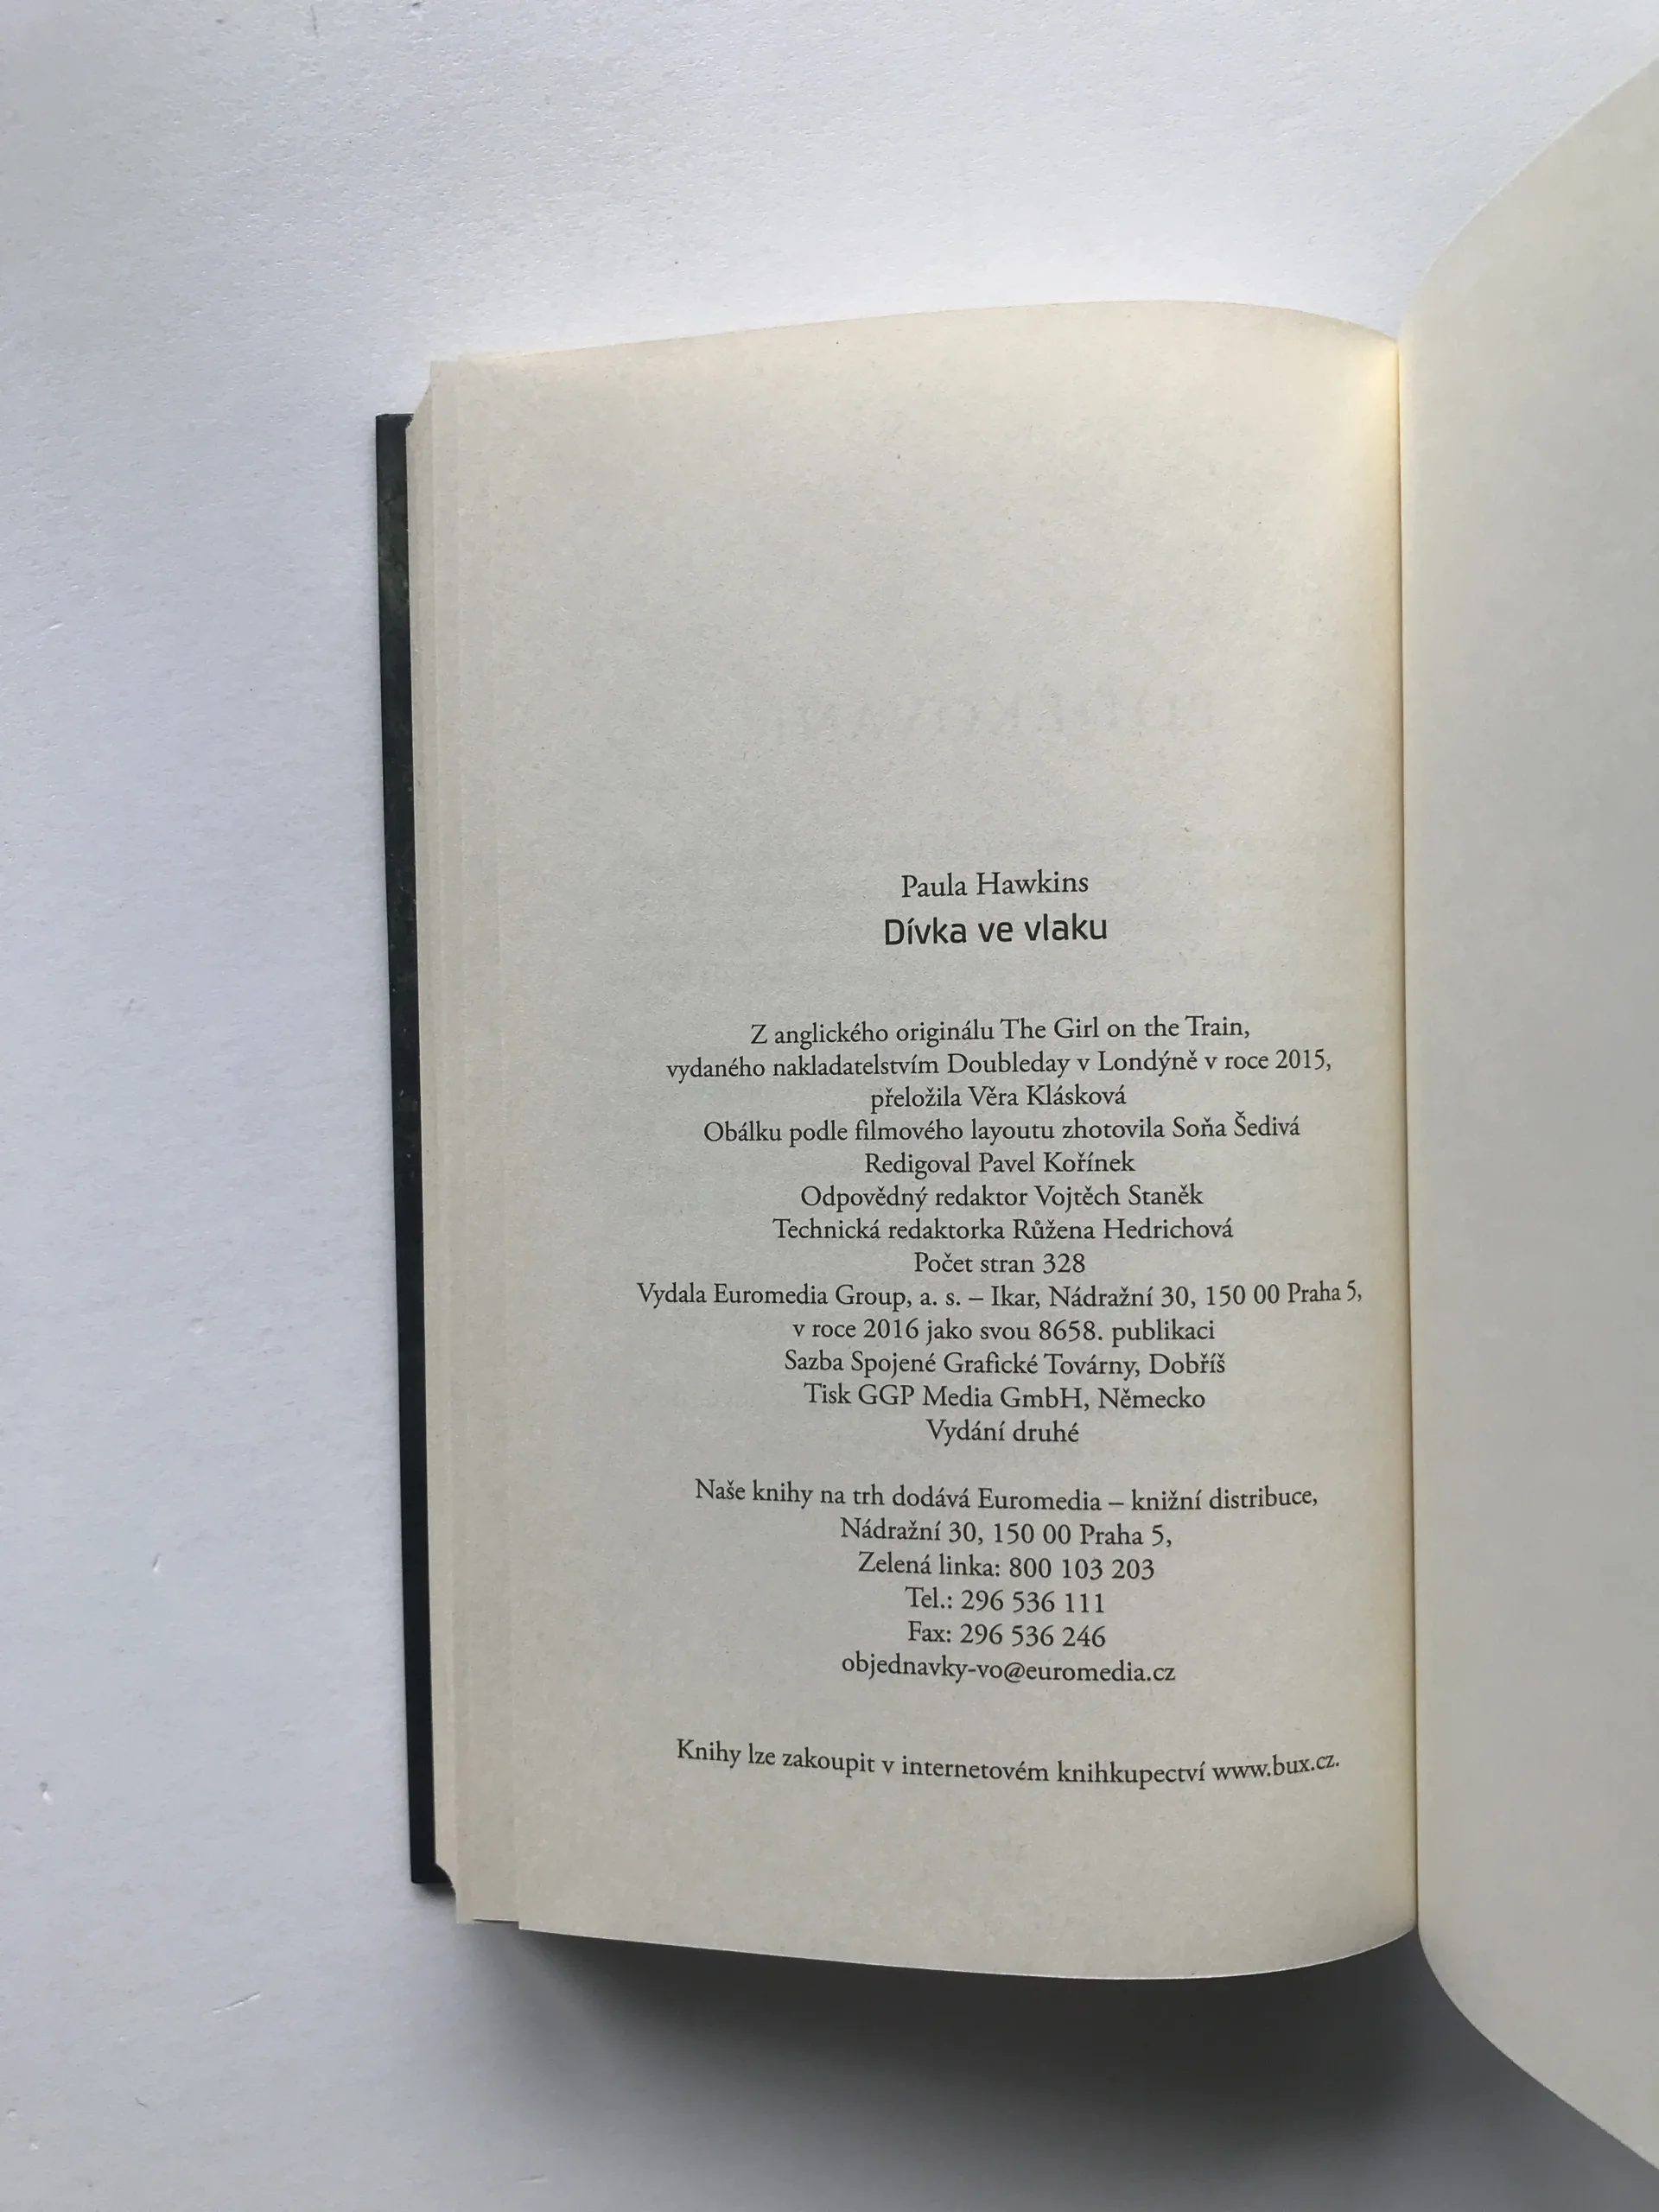 Paula Hawkins
Dívka ve vlaku
Z anglického originálu The Girl on the Train,
vydaného nakladatelstvím Doubleday v Londýně v roce 2015,
přeložila Věra Klásková
Obálku podle filmového layoutu zhotovila Soňa Šedivá
Redigoval Pavel Kořínek
Odpovědný redaktor Vojtěch Staněk
Technická redaktorka Růžena Hedrichová
Počet stran 328
Vydala Euromedia Group, a. s. – Ikar, Nádražní 30, 150 00 Praha 5,
v roce 2016 jako svou 8658. publikaci
Sazba Spojené Grafické Továrny, Dobříš
Tisk GGP Media GmbH, Německo
Vydání druhé
Naše knihy na trh dodává Euromedia – knižní distribuce,
Nádražní 30, 150 00 Praha 5,
Zelená linka: 800 103 203
Tel.: 296 536 111
Fax: 296 536 246
objednavky-vo@euromedia.cz
Knihy lze zakoupit v internetovém knihkupectví www.bux.cz.